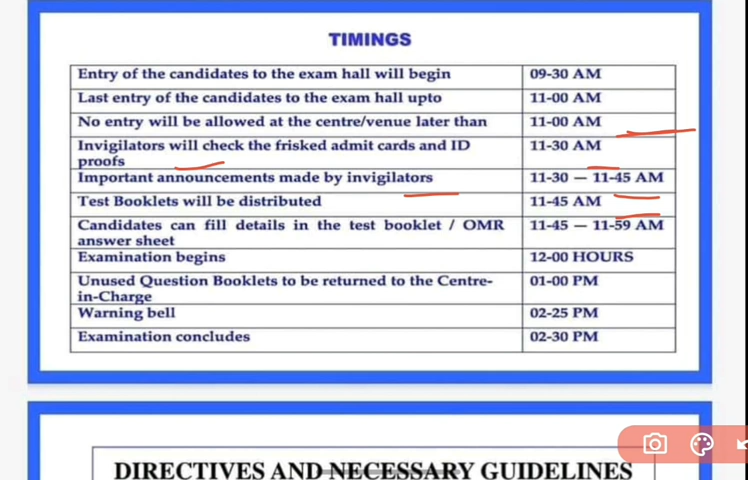 TIMINGS
Entry of the candidates to the exam hall will begin 09-30 AM
Last entry of the candidates to the exam hall upto 11-00 AM
No entry will be allowed at the centre/venue later than 11-00 AM
Invigilators will check the frisked admit cards and ID 11-30 AM
proofs
Important announcements made by invigilators 11-30 — 11-45 AM
Test Booklets will be distributed 11-45 AM
Candidates can fill details in the test booklet / OMR 11-45 — 11-59 AM
answer sheet
Examination begins 12-00 HOURS
Unused Question Booklets to be returned to the Centre- 01-00 PM
in-Charge
Warning bell 02-25 PM
Examination concludes 02-30 PM
DIRECTIVES AND NECESSARY GUIDELINES